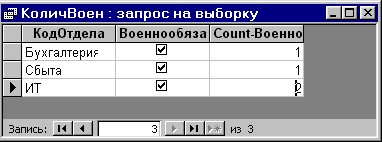 КоличВоен : запрос на выборку
КодОтдела Военнообяза Count-Военно
Бухгалтерия 1
Сбыта 1
ИТ 2
Запись: 3 из 3